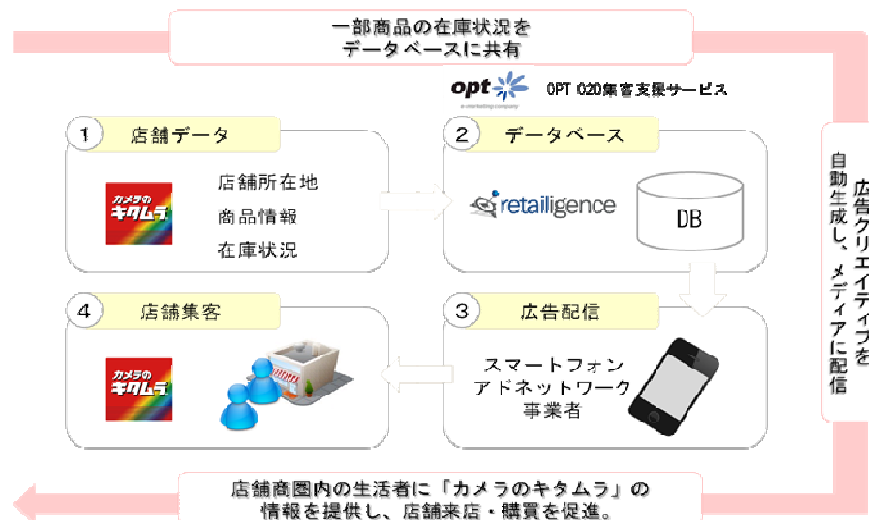 一部商品の在庫状況を
データベースに共有
opt
e-marketing company
OPT O2O集客支援サービス
1 店舗データ
カメラの
キタムラ
店舗所在地
商品情報
在庫状況
2 データベース
retailigence
DB
広告クリエイティブを
自動生成し、メディアに配信
3 広告配信
スマートフォン
アドネットワーク
事業者
4 店舗集客
カメラの
キタムラ
店舗商圏内の生活者に「カメラのキタムラ」の
情報を提供し、店舗来店・購買を促進。